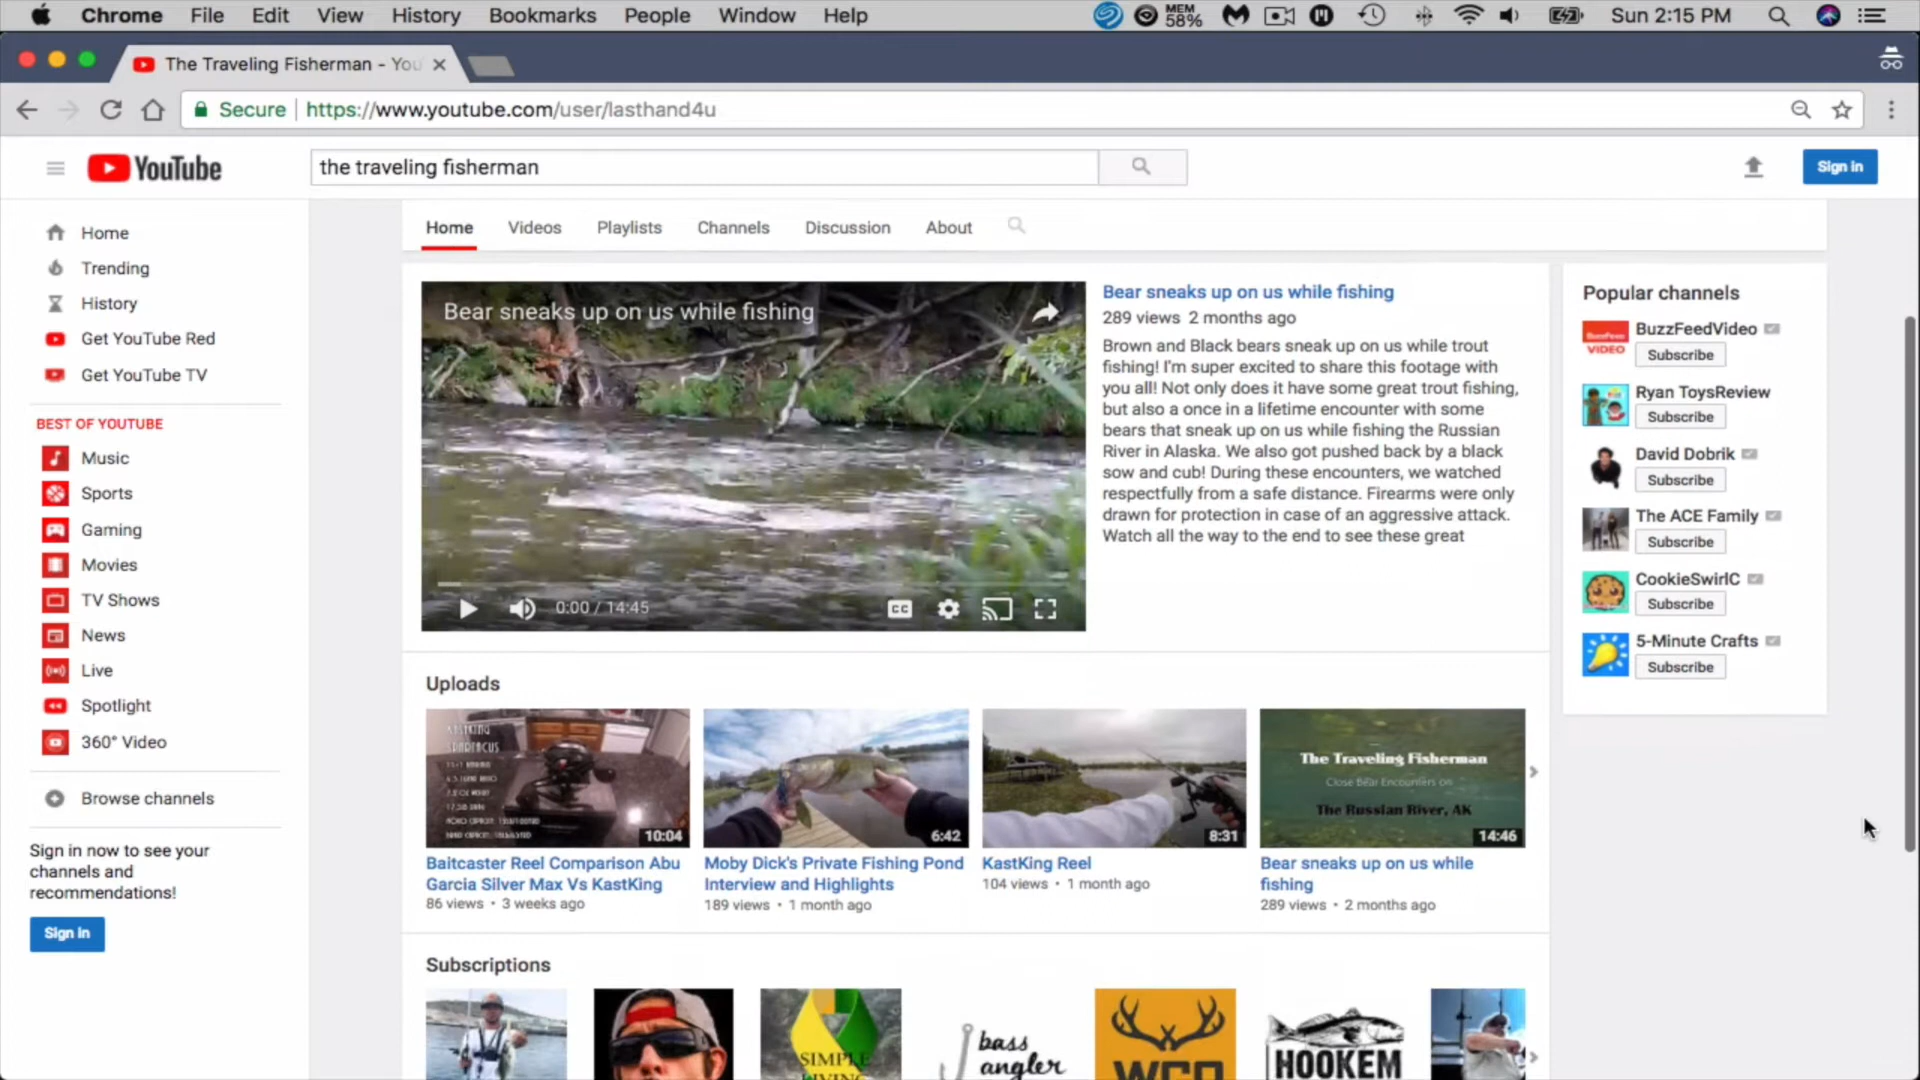 Chrome File Edit View History Bookmarks People Window Help MEM 58% Sun 2:15 PM
The Traveling Fisherman - You
Secure https://www.youtube.com/user/lasthand4u
YouTube the traveling fisherman Sign in
Home Videos Playlists Channels Discussion About
Home
Trending
History
Get YouTube Red
Get YouTube TV
BEST OF YOUTUBE
Music
Sports
Gaming
Movies
TV Shows
News
Live
Spotlight
360° Video
Browse channels
Sign in now to see your
channels and
recommendations!
Sign in
Bear sneaks up on us while fishing
0:00 / 14:45
CC
Bear sneaks up on us while fishing
289 views 2 months ago
Brown and Black bears sneak up on us while trout
fishing! I'm super excited to share this footage with
you all! Not only does it have some great trout fishing,
but also a once in a lifetime encounter with some
bears that sneak up on us while fishing the Russian
River in Alaska. We also got pushed back by a black
sow and cub! During these encounters, we watched
respectfully from a safe distance. Firearms were only
drawn for protection in case of an aggressive attack.
Watch all the way to the end to see these great
Popular channels
BuzzFeed VIDEO
BuzzFeedVideo
Subscribe
Ryan ToysReview
Subscribe
David Dobrik
Subscribe
The ACE Family
Subscribe
CookieSwirlC
Subscribe
5-Minute Crafts
Subscribe
Uploads
KASTKING
SPARTACUS
10:04
Baitcaster Reel Comparison Abu
Garcia Silver Max Vs KastKing
86 views • 3 weeks ago
6:42
Moby Dick's Private Fishing Pond
Interview and Highlights
189 views • 1 month ago
8:31
KastKing Reel
104 views • 1 month ago
The Traveling Fisherman
Close Bear Encounters on
The Russian River, AK
14:46
Bear sneaks up on us while
fishing
289 views • 2 months ago
Subscriptions
SIMPLE
LIVING
bass
angler
WCO
HOOKEM